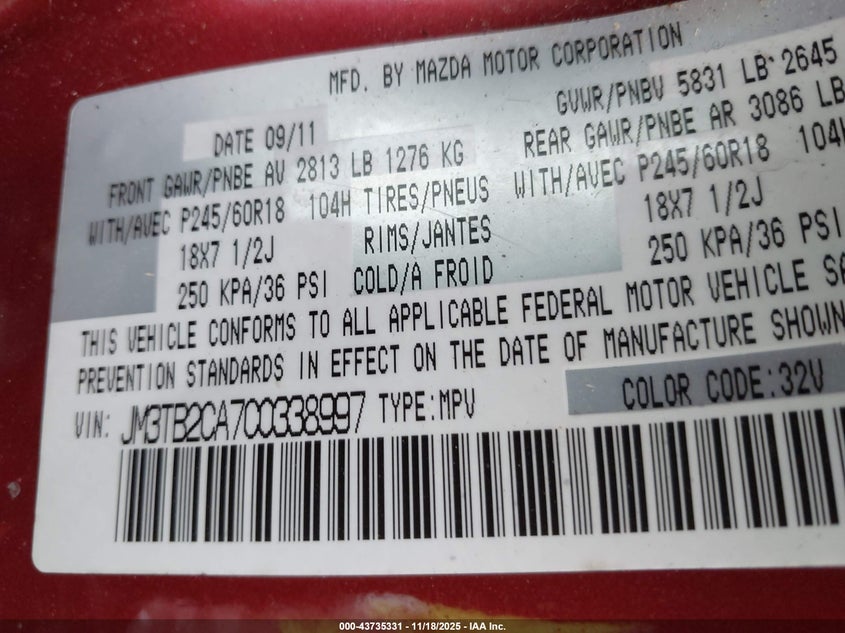 MFD. BY MAZDA MOTOR CORPORATION
DATE 09/11 GVWR/PNBV 5831 LB 2645
FRONT GAWR/PNBE AV 2813 LB 1276 KG REAR GAWR/PNBE AR 3086 LB
WITH/AVEC P245/60R18 104H TIRES/PNEUS WITH/AVEC P245/60R18 104H
18X7 1/2J RIMS/JANTES 18X7 1/2J
250 KPA/36 PSI COLD/A FROID 250 KPA/36 PSI
THIS VEHICLE CONFORMS TO ALL APPLICABLE FEDERAL MOTOR VEHICLE
PREVENTION STANDARDS IN EFFECT ON THE DATE OF MANUFACTURE SHOWN
VIN: JM3TB2CA7C0338997 TYPE:MPV COLOR CODE:32V
000-43735331 - 11/18/2025 - IAA Inc.